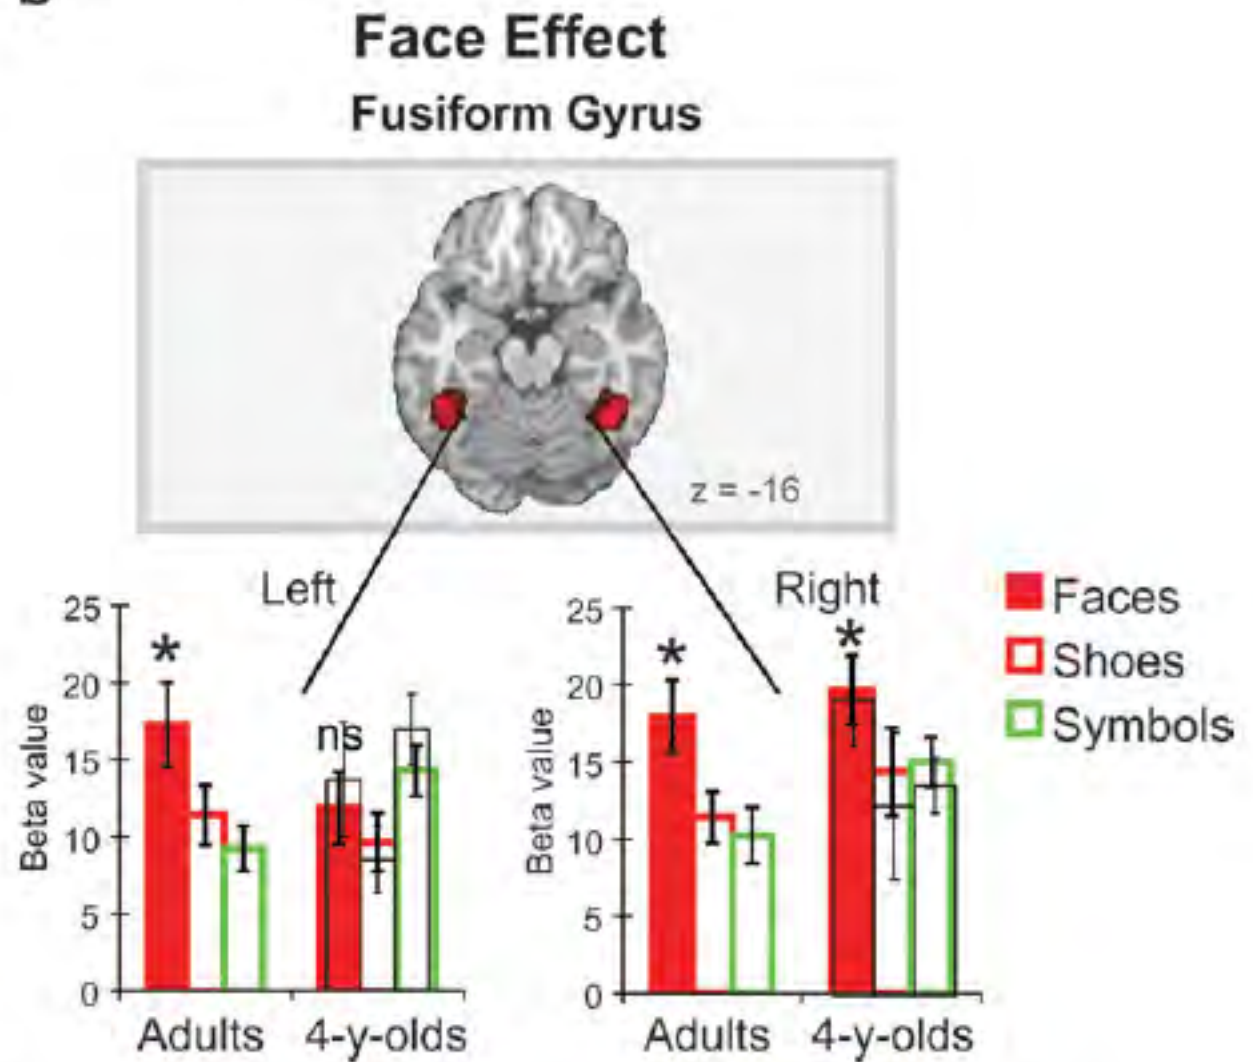 Face Effect
Fusiform Gyrus
z = -16
Left
Right
Faces
Shoes
Symbols
Beta value
25
20
15
10
5
0
*
ns
Adults
4-y-olds
Beta value
25
20
15
10
5
0
*
*
Adults
4-y-olds